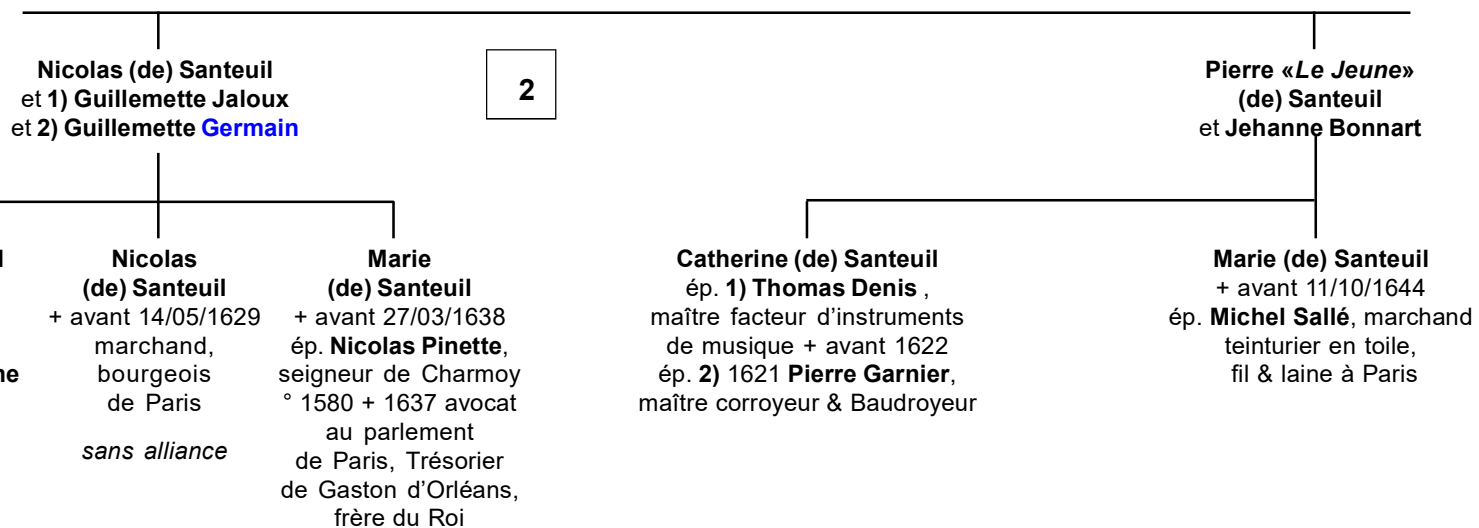 Nicolas (de) Santeuil
et 1) Guillemette Jaloux
et 2) Guillemette Germain
2
Pierre «Le Jeune»
(de) Santeuil
et Jehanne Bonnart
Nicolas
(de) Santeuil
+ avant 14/05/1629
marchand,
bourgeois
de Paris
sans alliance
Marie
(de) Santeuil
+ avant 27/03/1638
ép. Nicolas Pinette,
seigneur de Charmoy
° 1580 + 1637 avocat
au parlement
de Paris, Trésorier
de Gaston d’Orléans,
frère du Roi
Catherine (de) Santeuil
ép. 1) Thomas Denis ,
maître facteur d’instruments
de musique + avant 1622
ép. 2) 1621 Pierre Garnier,
maître corroyeur & Baudroyeur
Marie (de) Santeuil
+ avant 11/10/1644
ép. Michel Sallé, marchand
teinturier en toile,
fil & laine à Paris